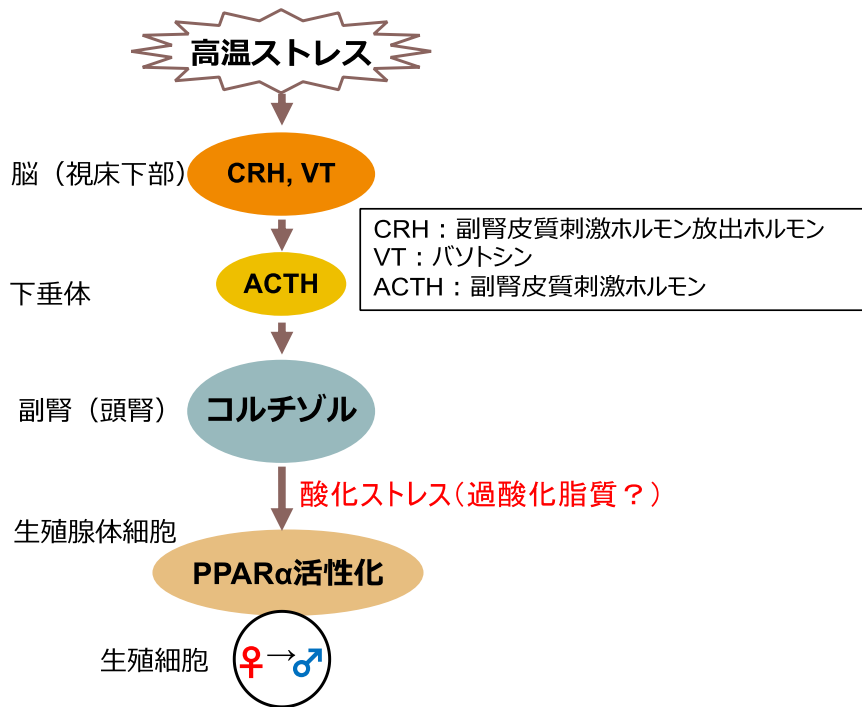 高温ストレス
脳（視床下部）
CRH, VT
CRH：副腎皮質刺激ホルモン放出ホルモン
VT：バソトシン
ACTH：副腎皮質刺激ホルモン
下垂体
ACTH
副腎（頭腎）
コルチゾル
酸化ストレス（過酸化脂質？）
生殖腺体細胞
PPARα活性化
生殖細胞
♀→♂